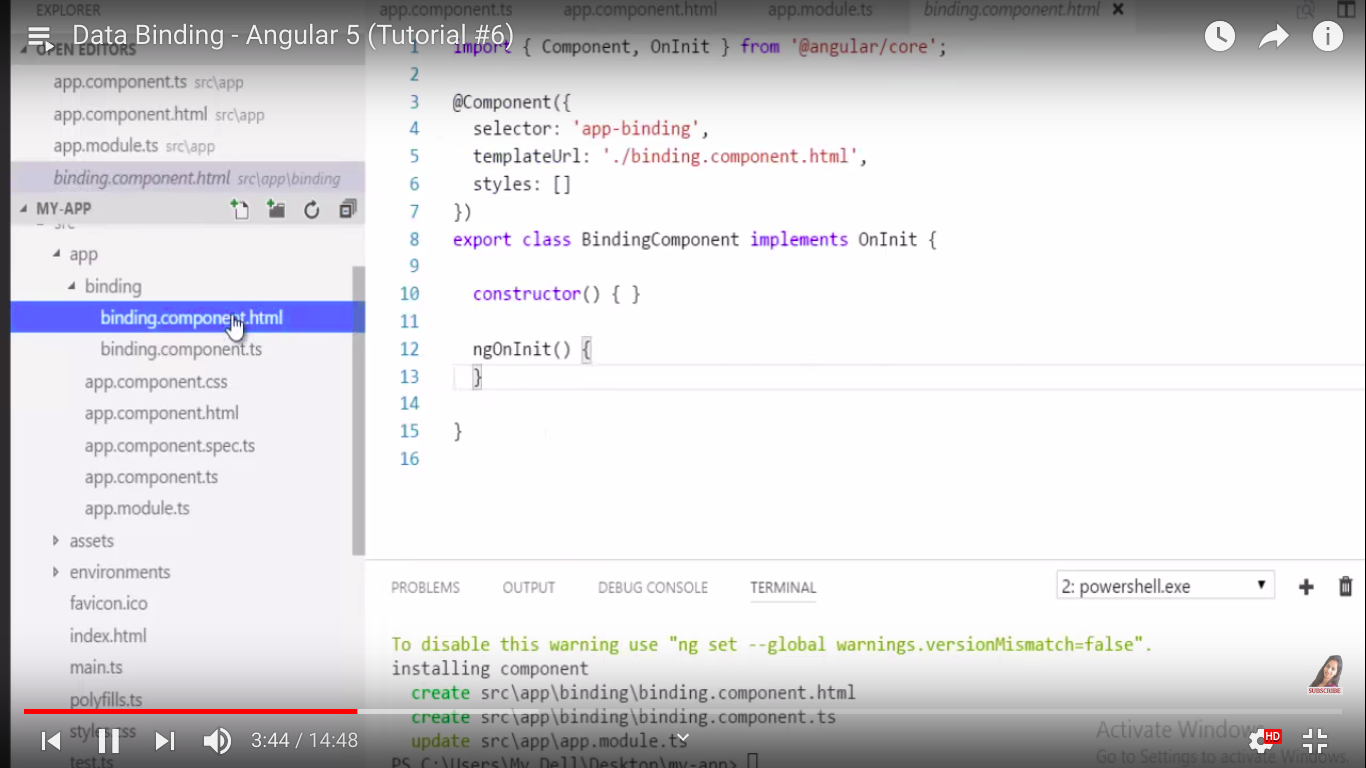 EXPLORER
app.component.ts app.component.html app.module.ts binding.component.html
Data Binding - Angular 5 (Tutorial #6)
OPEN EDITORS
app.component.ts src\app
app.component.html src\app
app.module.ts src\app
binding.component.html src\app\binding
MY-APP
src
app
binding
binding.component.html
binding.component.ts
app.component.css
app.component.html
app.component.spec.ts
app.component.ts
app.module.ts
assets
environments
favicon.ico
index.html
main.ts
polyfills.ts
styles.css
test.ts
1 import { Component, OnInit } from '@angular/core';
2
3 @Component({
4 selector: 'app-binding',
5 templateUrl: './binding.component.html',
6 styles: []
7 })
8 export class BindingComponent implements OnInit {
9
10 constructor() { }
11
12 ngOnInit() {
13 }
14
15 }
16
PROBLEMS OUTPUT DEBUG CONSOLE TERMINAL 2: powershell.exe
To disable this warning use "ng set --global warnings.versionMismatch=false".
installing component
create src\app\binding\binding.component.html
create src\app\binding\binding.component.ts
update src\app\app.module.ts
PS C:\Users\My Dell\Desktop\my-app>
SUBSCRIBE
Activate Windows
Go to Settings to activate Windows.
3:44 / 14:48
HD